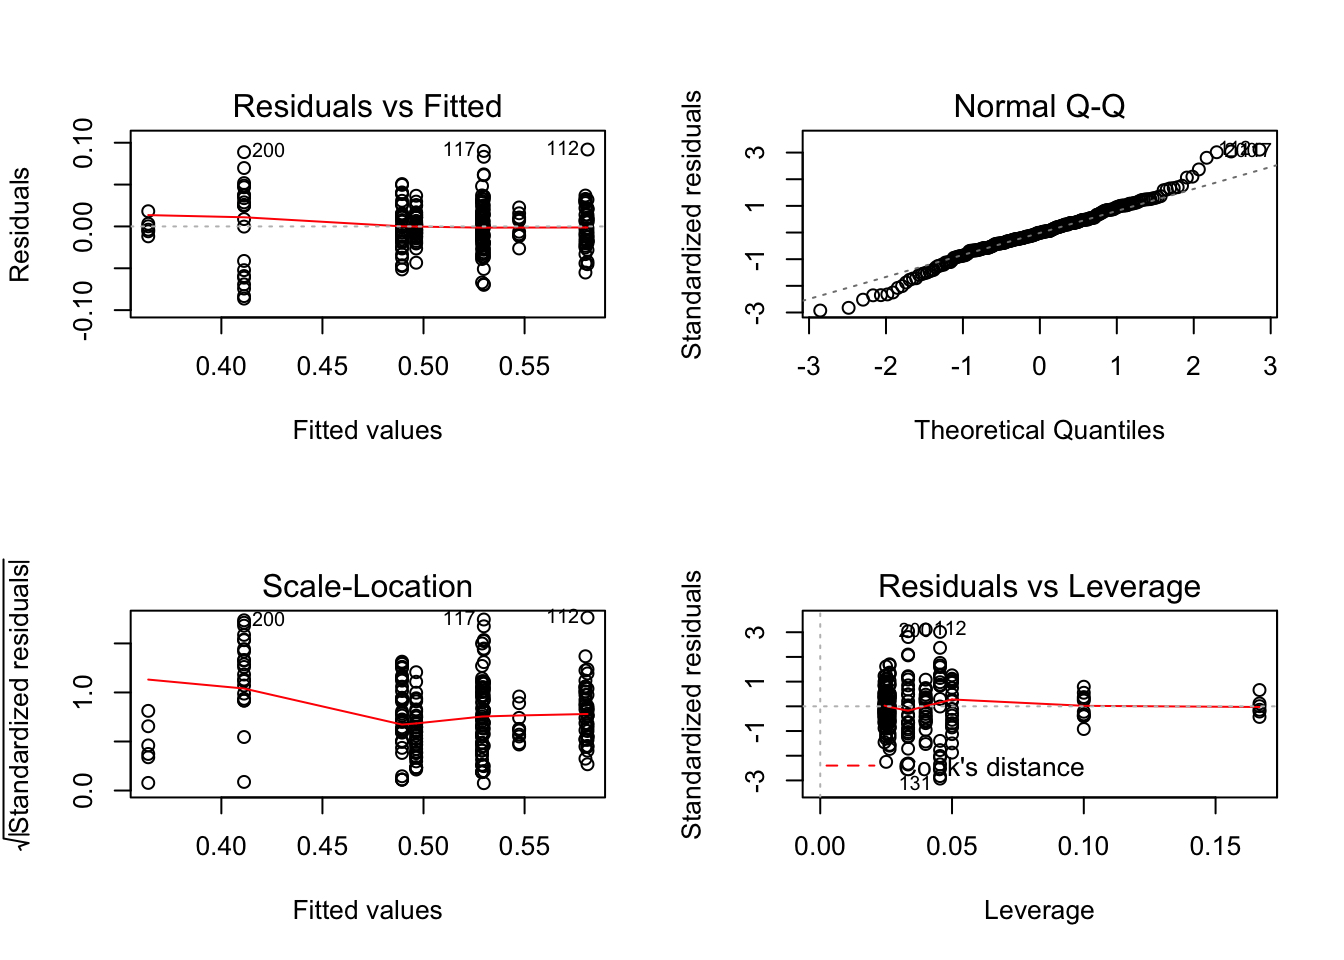 Residuals vs Fitted
Residuals
0.10
0.00
-0.10
200
117
112
0.40 0.45 0.50 0.55
Fitted values
Normal Q-Q
Standardized residuals
3
1
-1
-3
-3 -2 -1 0 1 2 3
Theoretical Quantiles
Scale-Location
√|Standardized residuals|
1.0
0.0
200
117
112
0.40 0.45 0.50 0.55
Fitted values
Residuals vs Leverage
Standardized residuals
3
1
-1
-3
200
112
Cook's distance
131
0.00 0.05 0.10 0.15
Leverage